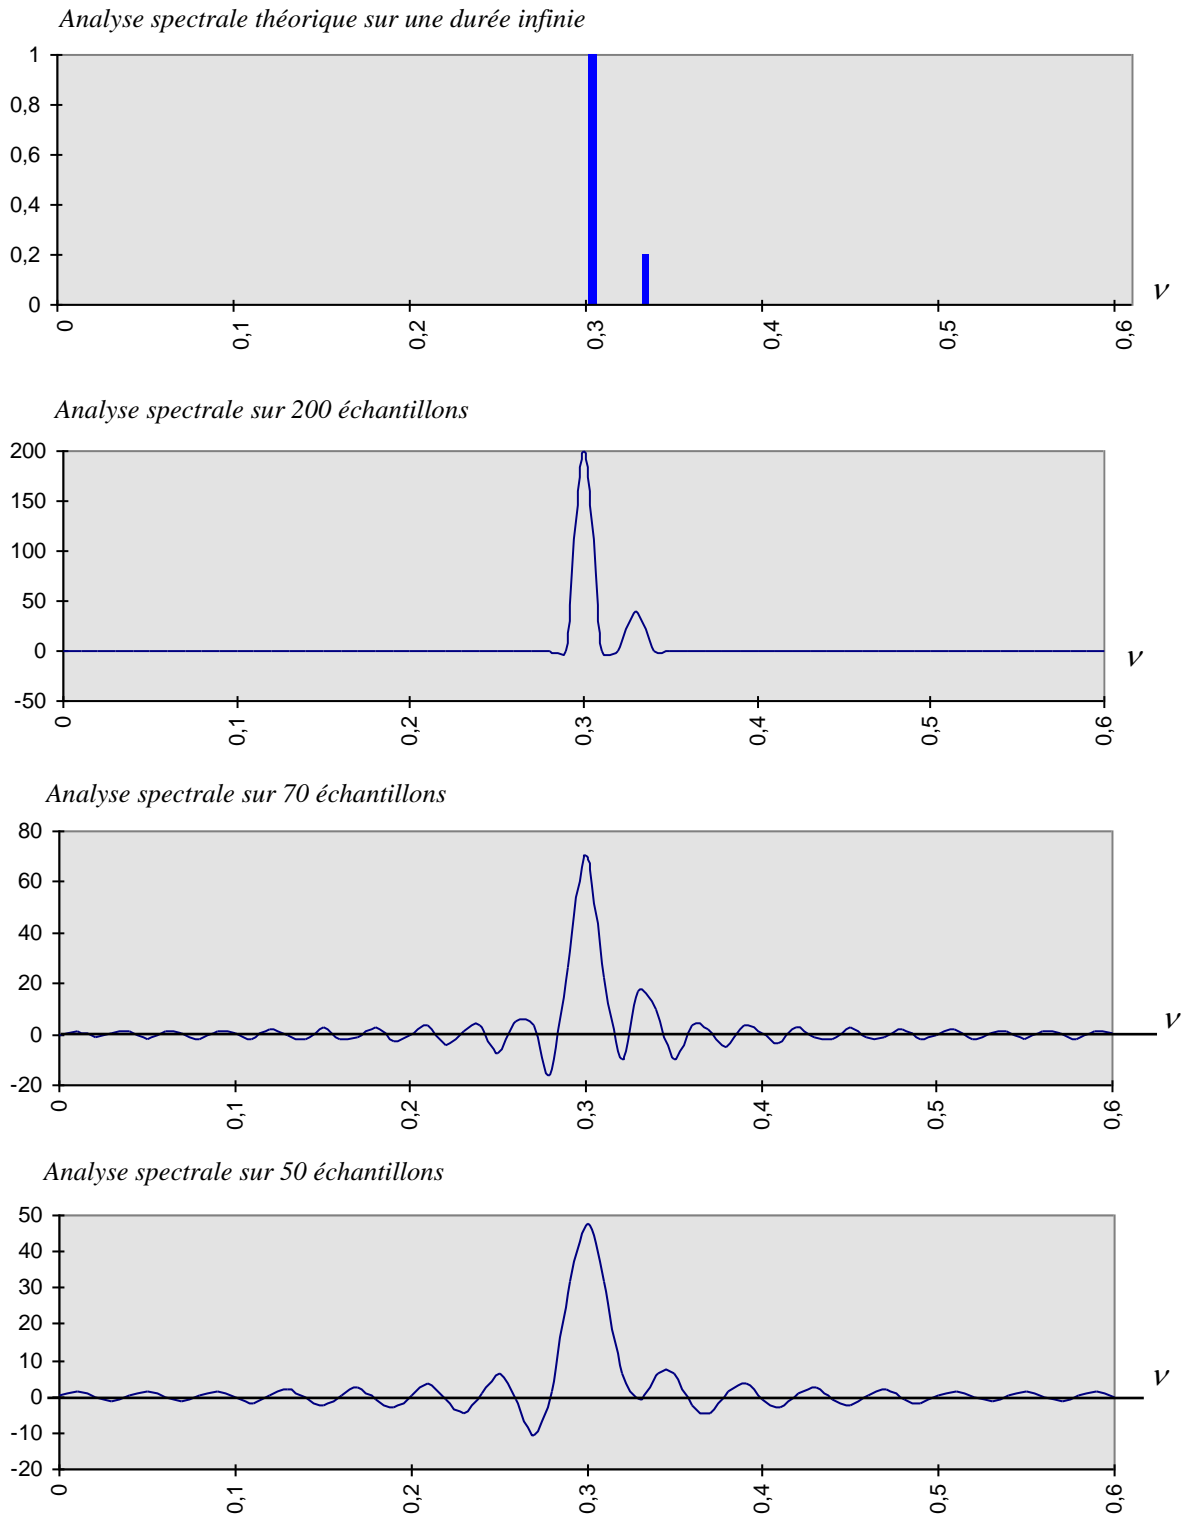 Analyse spectrale théorique sur une durée infinie
1
0,8
0,6
0,4
0,2
0
ν
0 0,1 0,2 0,3 0,4 0,5 0,6
Analyse spectrale sur 200 échantillons
200
150
100
50
0
-50
ν
0 0,1 0,2 0,3 0,4 0,5 0,6
Analyse spectrale sur 70 échantillons
80
60
40
20
0
-20
ν
0 0,1 0,2 0,3 0,4 0,5 0,6
Analyse spectrale sur 50 échantillons
50
40
30
20
10
0
-10
-20
ν
0 0,1 0,2 0,3 0,4 0,5 0,6